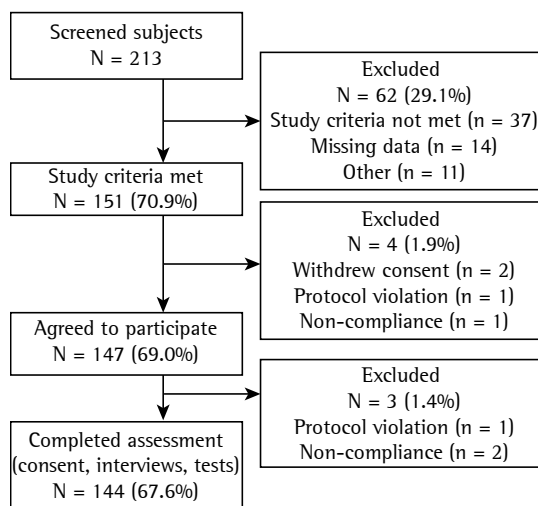 Screened subjects
N = 213
Excluded
N = 62 (29.1%)
Study criteria not met (n = 37)
Missing data (n = 14)
Other (n = 11)
Study criteria met
N = 151 (70.9%)
Excluded
N = 4 (1.9%)
Withdrew consent (n = 2)
Protocol violation (n = 1)
Non-compliance (n = 1)
Agreed to participate
N = 147 (69.0%)
Excluded
N = 3 (1.4%)
Protocol violation (n = 1)
Non-compliance (n = 2)
Completed assessment
(consent, interviews, tests)
N = 144 (67.6%)